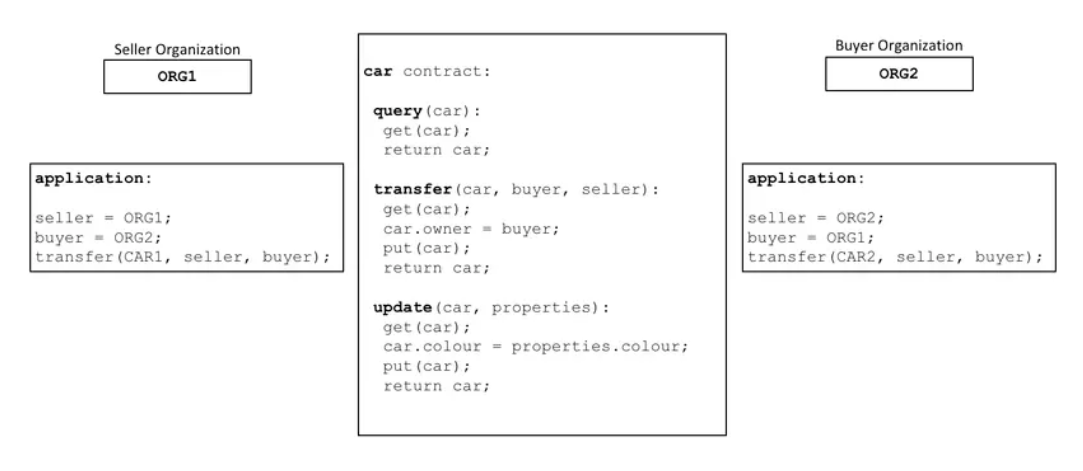 Seller Organization
ORG1
application:
seller = ORG1;
buyer = ORG2;
transfer(CAR1, seller, buyer);
car contract:
query(car):
get(car);
return car;
transfer(car, buyer, seller):
get(car);
car.owner = buyer;
put(car);
return car;
update(car, properties):
get(car);
car.colour = properties.colour;
put(car);
return car;
Buyer Organization
ORG2
application:
seller = ORG2;
buyer = ORG1;
transfer(CAR2, seller, buyer);